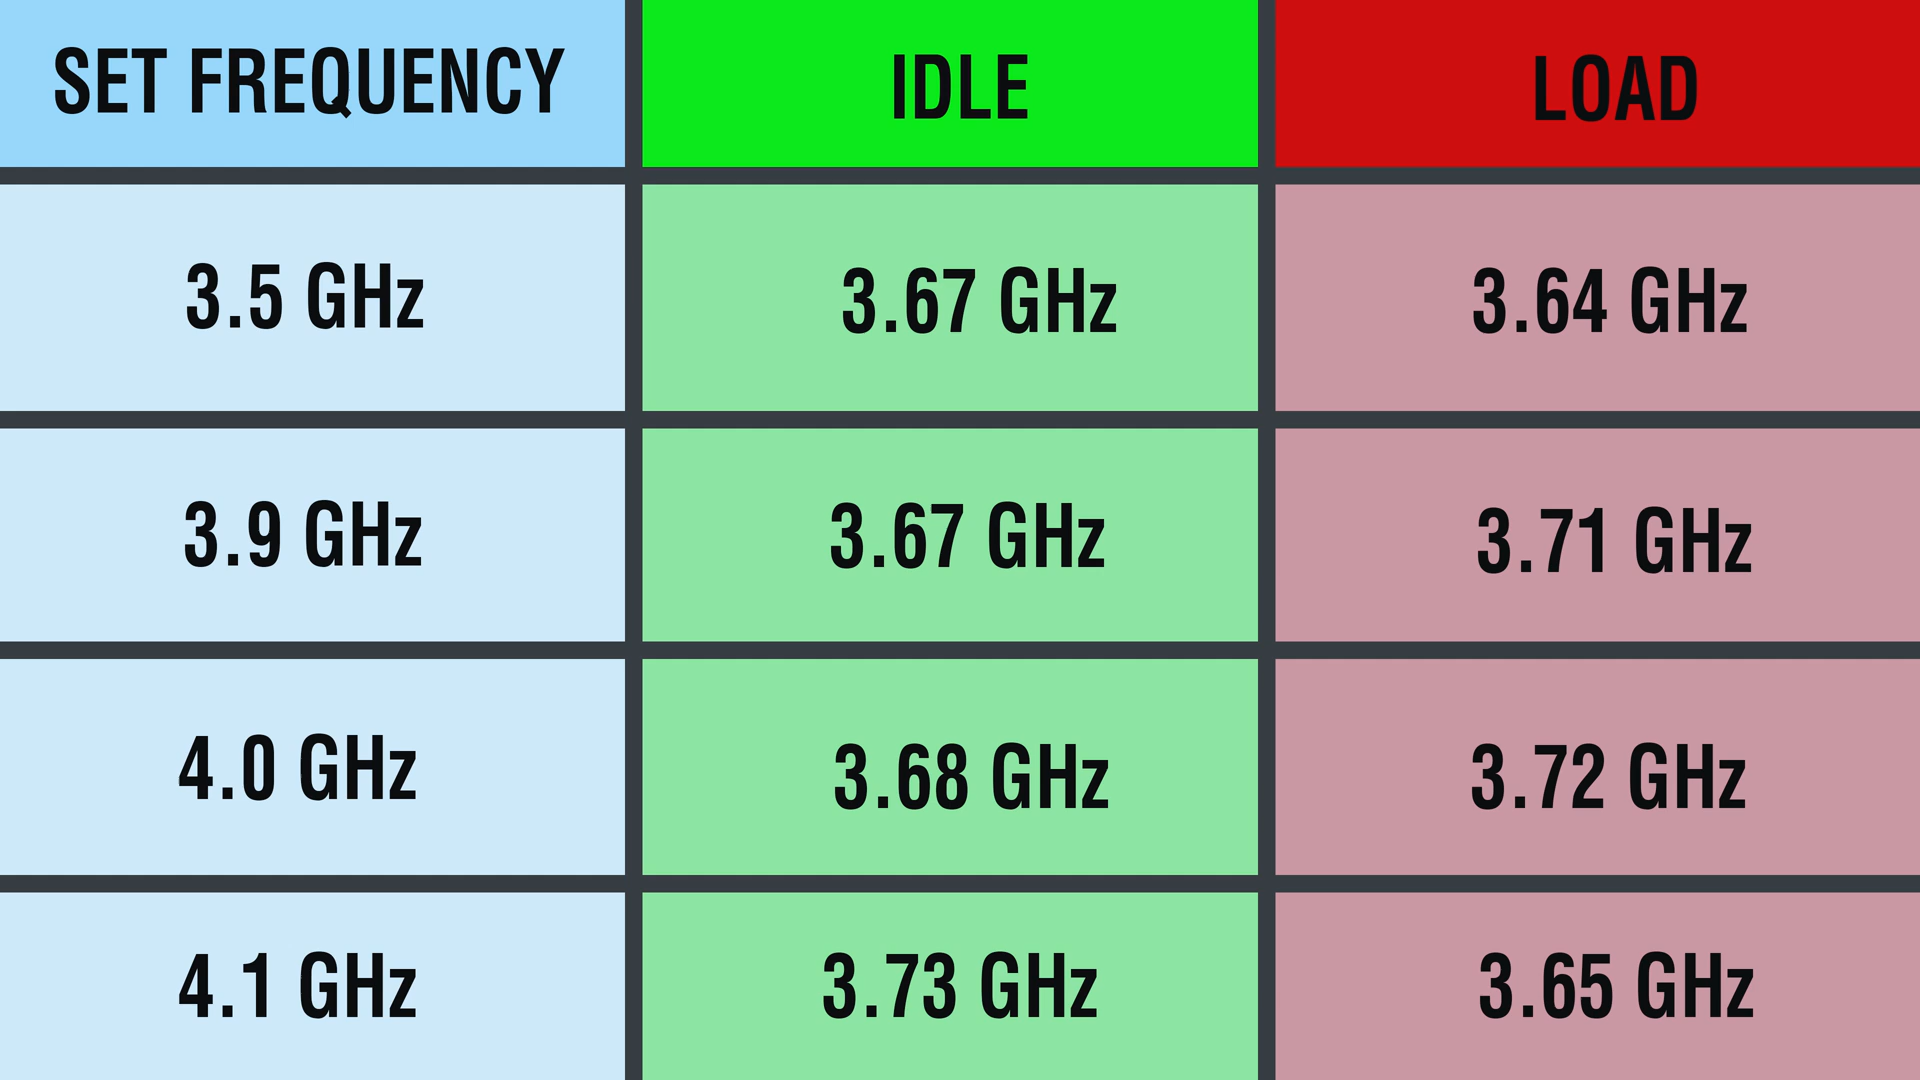 SET FREQUENCY IDLE LOAD
3.5 GHz 3.67 GHz 3.64 GHz
3.9 GHz 3.67 GHz 3.71 GHz
4.0 GHz 3.68 GHz 3.72 GHz
4.1 GHz 3.73 GHz 3.65 GHz